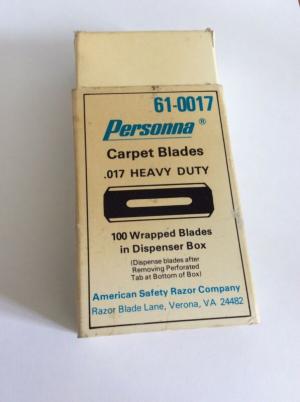 61-0017
Personna®
Carpet Blades
.017 HEAVY DUTY
100 Wrapped Blades
in Dispenser Box
(Dispense blades after
Removing Perforated
Tab at Bottom of Box)
American Safety Razor Company
Razor Blade Lane, Verona, VA 24482